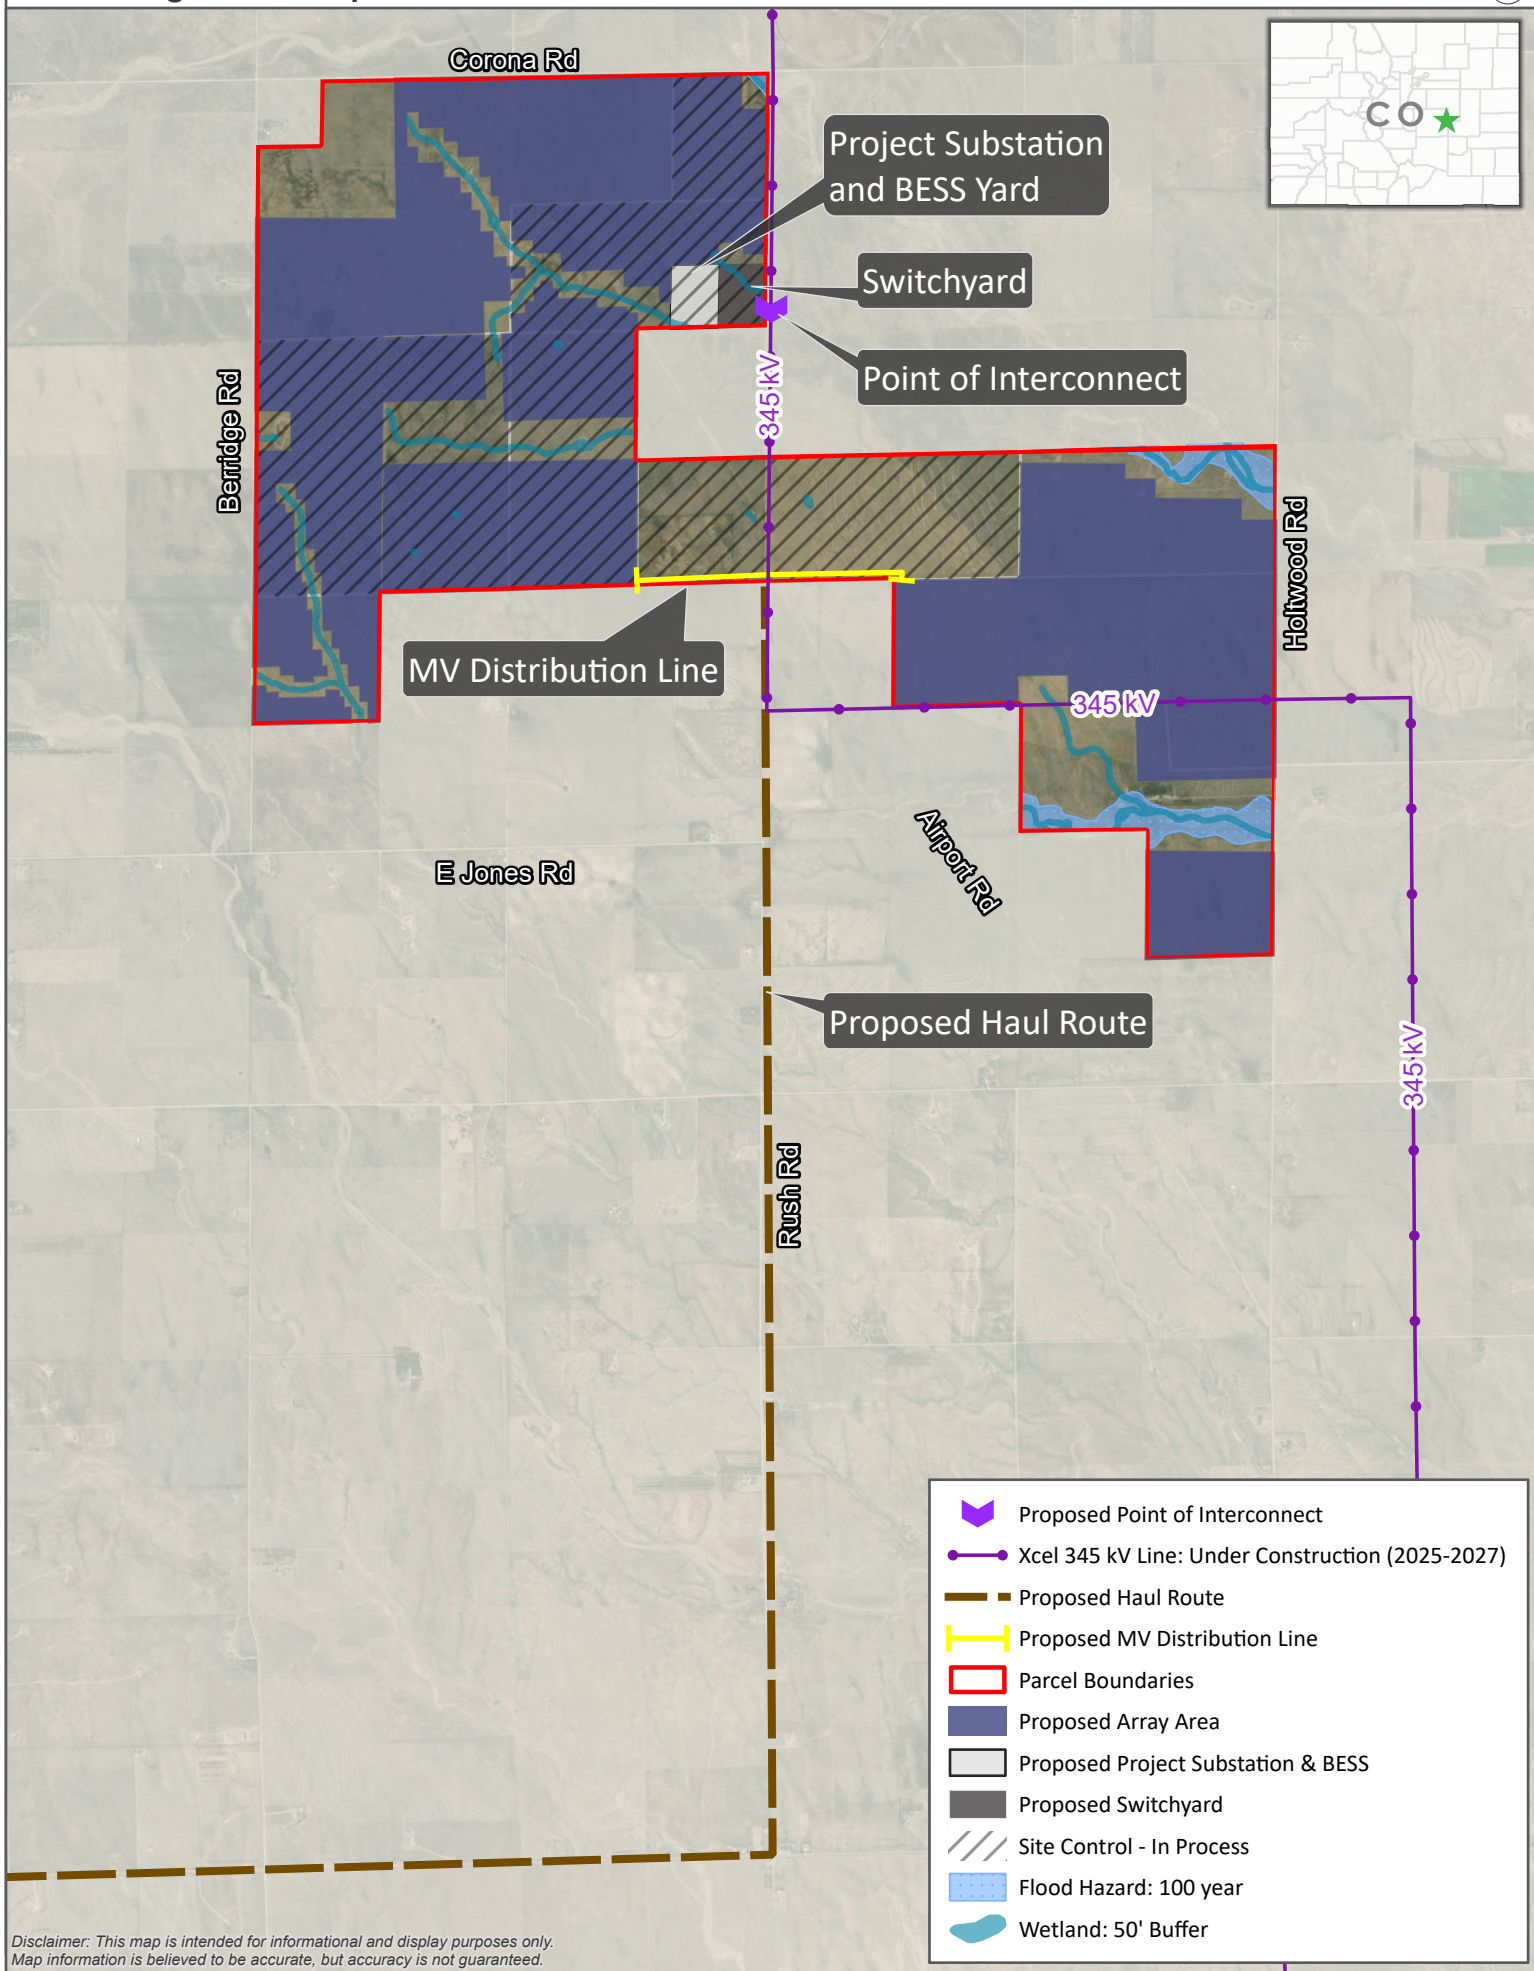 Corona Rd
CO
Project Substation
and BESS Yard
Switchyard
Point of Interconnect
345 kV
Berridge Rd
Holtwood Rd
MV Distribution Line
345 kV
Airport Rd
E Jones Rd
Proposed Haul Route
345 kV
Rush Rd
Proposed Point of Interconnect
Xcel 345 kV Line: Under Construction (2025-2027)
Proposed Haul Route
Proposed MV Distribution Line
Parcel Boundaries
Proposed Array Area
Proposed Project Substation & BESS
Proposed Switchyard
Site Control - In Process
Flood Hazard: 100 year
Wetland: 50' Buffer
Disclaimer: This map is intended for informational and display purposes only.
Map information is believed to be accurate, but accuracy is not guaranteed.